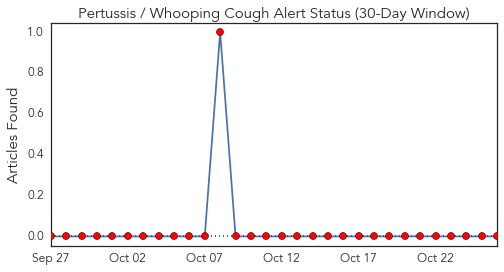 Pertussis / Whooping Cough Alert Status (30-Day Window)
Articles Found
1.0
0.8
0.6
0.4
0.2
0.0
Sep 27 Oct 02 Oct 07 Oct 12 Oct 17 Oct 22